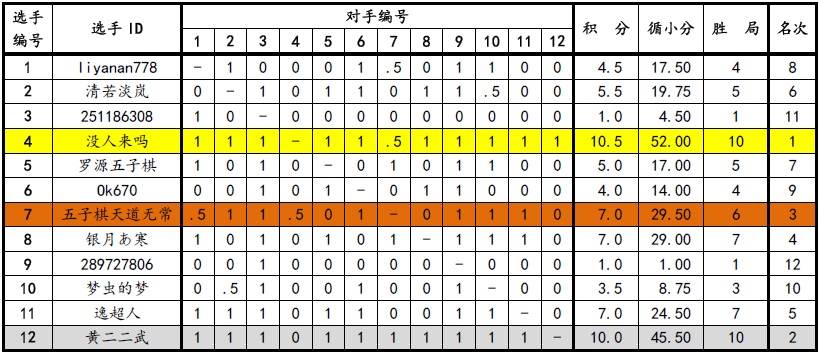 选手编号 选手ID 对手编号 积 分 循小分 胜 局 名次
1 2 3 4 5 6 7 8 9 10 11 12
1 liyanan778 - 1 0 0 0 1 .5 0 1 1 0 0 4.5 17.50 4 8
2 清若淡岚 0 - 1 0 1 1 0 1 1 .5 0 0 5.5 19.75 5 6
3 251186308 1 0 - 0 0 0 0 0 0 0 0 0 1.0 4.50 1 11
4 没人来吗 1 1 1 - 1 1 .5 1 1 1 1 1 10.5 52.00 10 1
5 罗源五子棋 1 0 1 0 - 0 1 0 1 1 0 0 5.0 17.00 5 7
6 0k670 0 0 1 0 1 - 0 1 1 0 0 0 4.0 14.00 4 9
7 五子棋天道无常 .5 1 1 .5 0 1 - 0 1 1 1 0 7.0 29.50 6 3
8 银月あ寒 1 0 1 0 1 0 1 - 1 1 1 0 7.0 29.00 7 4
9 289727806 0 0 1 0 0 0 0 0 - 0 0 0 1.0 1.00 1 12
10 梦虫的梦 0 .5 1 0 0 1 0 0 1 - 0 0 3.5 8.75 3 10
11 逸超人 1 1 1 0 1 1 0 0 1 1 - 0 7.0 24.50 7 5
12 黄二二武 1 1 1 0 1 1 1 1 1 1 1 - 10.0 45.50 10 2